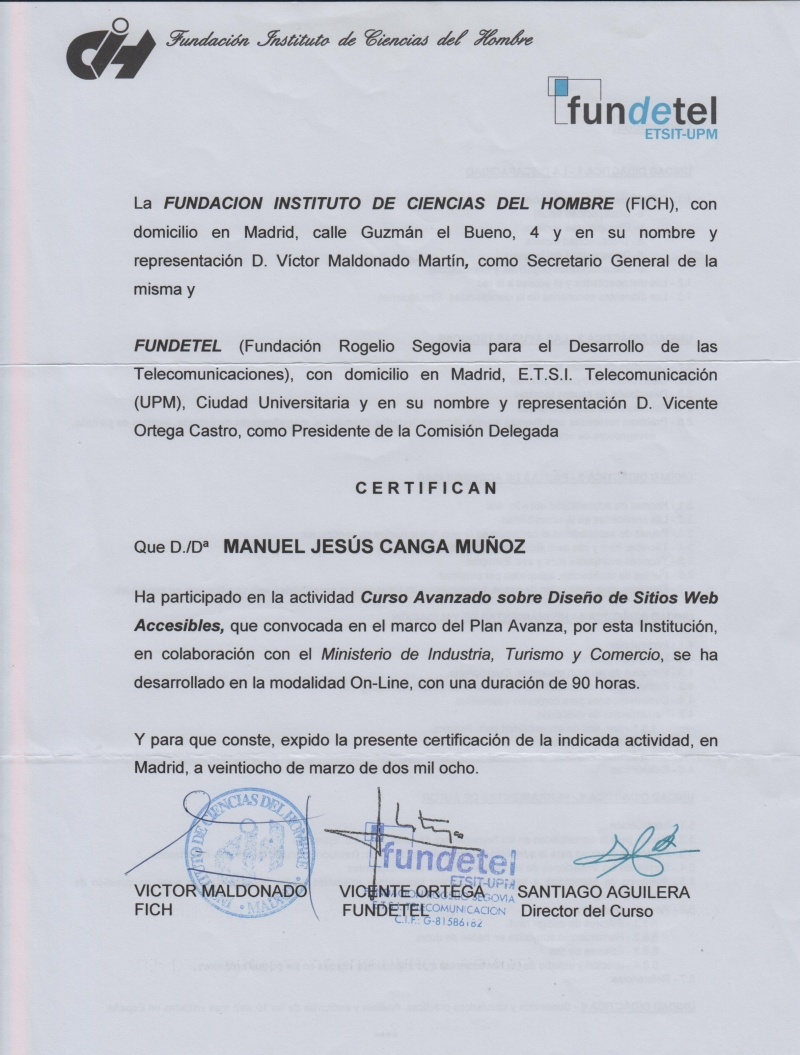 CIH Fundación Instituto de Ciencias del Hombre
fundetel
ETSIT-UPM
La FUNDACION INSTITUTO DE CIENCIAS DEL HOMBRE (FICH), con
domicilio en Madrid, calle Guzmán el Bueno, 4 y en su nombre y
representación D. Víctor Maldonado Martín, como Secretario General de la
misma y
FUNDETEL (Fundación Rogelio Segovia para el Desarrollo de las
Telecomunicaciones), con domicilio en Madrid, E.T.S.I. Telecomunicación
(UPM), Ciudad Universitaria y en su nombre y representación D. Vicente
Ortega Castro, como Presidente de la Comisión Delegada
CERTIFICAN
Que D./Dª MANUEL JESÚS CANGA MUÑOZ
Ha participado en la actividad Curso Avanzado sobre Diseño de Sitios Web
Accesibles, que convocada en el marco del Plan Avanza, por esta Institución,
en colaboración con el Ministerio de Industria, Turismo y Comercio, se ha
desarrollado en la modalidad On-Line, con una duración de 90 horas.
Y para que conste, expido la presente certificación de la indicada actividad, en
Madrid, a veintiocho de marzo de dos mil ocho.
INSTITUTO DE CIENCIAS DEL HOMBRE
• MADRID •
fundetel
ETSIT-UPM
ROGELIO SEGOVIA
E.T.S.I. TELECOMUNICACION
C.I.F.: G-81586182
VICTOR MALDONADO VICENTE ORTEGA SANTIAGO AGUILERA
FICH FUNDETEL Director del Curso